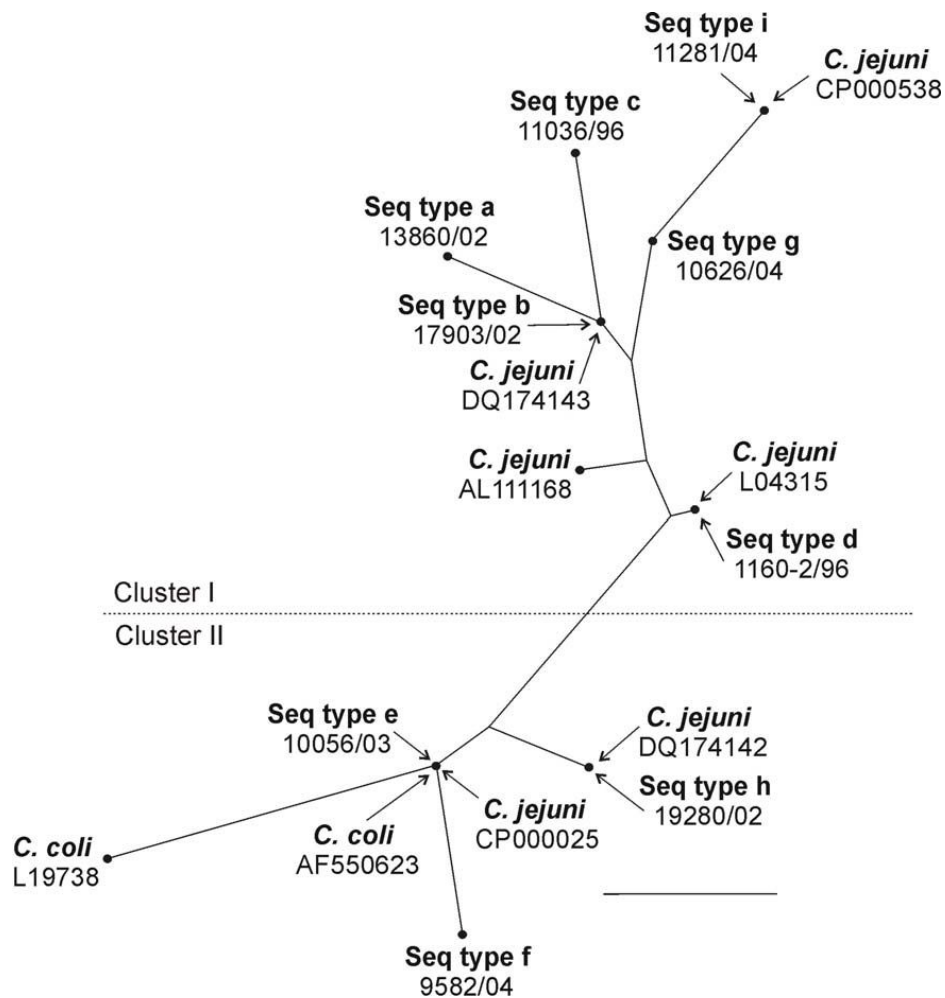 Seq type i
11281/04
C. jejuni
CP000538
Seq type c
11036/96
Seq type a
13860/02
Seq type g
10626/04
Seq type b
17903/02
C. jejuni
DQ174143
C. jejuni
AL111168
C. jejuni
L04315
Seq type d
1160-2/96
Cluster I
Cluster II
Seq type e
10056/03
C. jejuni
DQ174142
Seq type h
19280/02
C. coli
AF550623
C. jejuni
CP000025
C. coli
L19738
Seq type f
9582/04